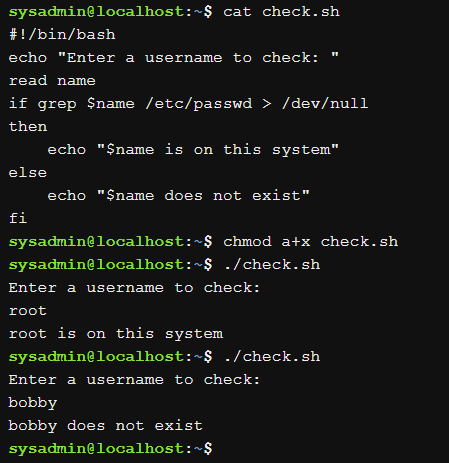 sysadmin@localhost:~$ cat check.sh
#!/bin/bash
echo "Enter a username to check: "
read name
if grep $name /etc/passwd > /dev/null
then
    echo "$name is on this system"
else
    echo "$name does not exist"
fi
sysadmin@localhost:~$ chmod a+x check.sh
sysadmin@localhost:~$ ./check.sh
Enter a username to check:
root
root is on this system
sysadmin@localhost:~$ ./check.sh
Enter a username to check:
bobby
bobby does not exist
sysadmin@localhost:~$